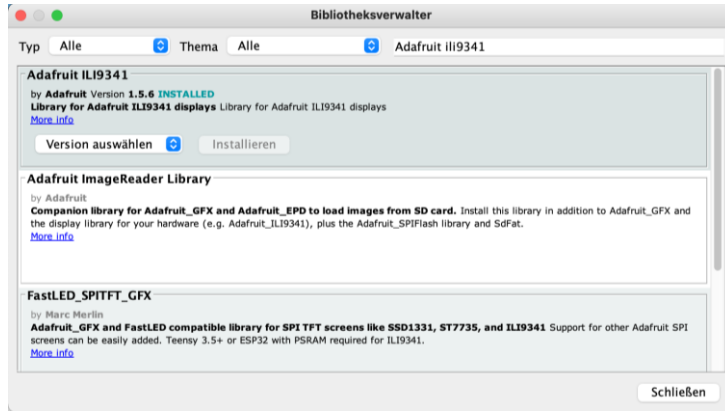 Bibliotheksverwalter
Typ Alle Thema Alle Adafruit ili9341
Adafruit ILI9341
by Adafruit Version 1.5.6 INSTALLED
Library for Adafruit ILI9341 displays Library for Adafruit ILI9341 displays
More info
Version auswählen Installieren
Adafruit ImageReader Library
by Adafruit
Companion library for Adafruit_GFX and Adafruit_EPD to load images from SD card. Install this library in addition to Adafruit_GFX and
the display library for your hardware (e.g. Adafruit_ILI9341), plus the Adafruit_SPIFlash library and SdFat.
More info
FastLED_SPITFT_GFX
by Marc Merlin
Adafruit_GFX and FastLED compatible library for SPI TFT screens like SSD1331, ST7735, and ILI9341 Support for other Adafruit SPI
screens can be easily added. Teensy 3.5+ or ESP32 with PSRAM required for ILI9341.
More info
Schließen